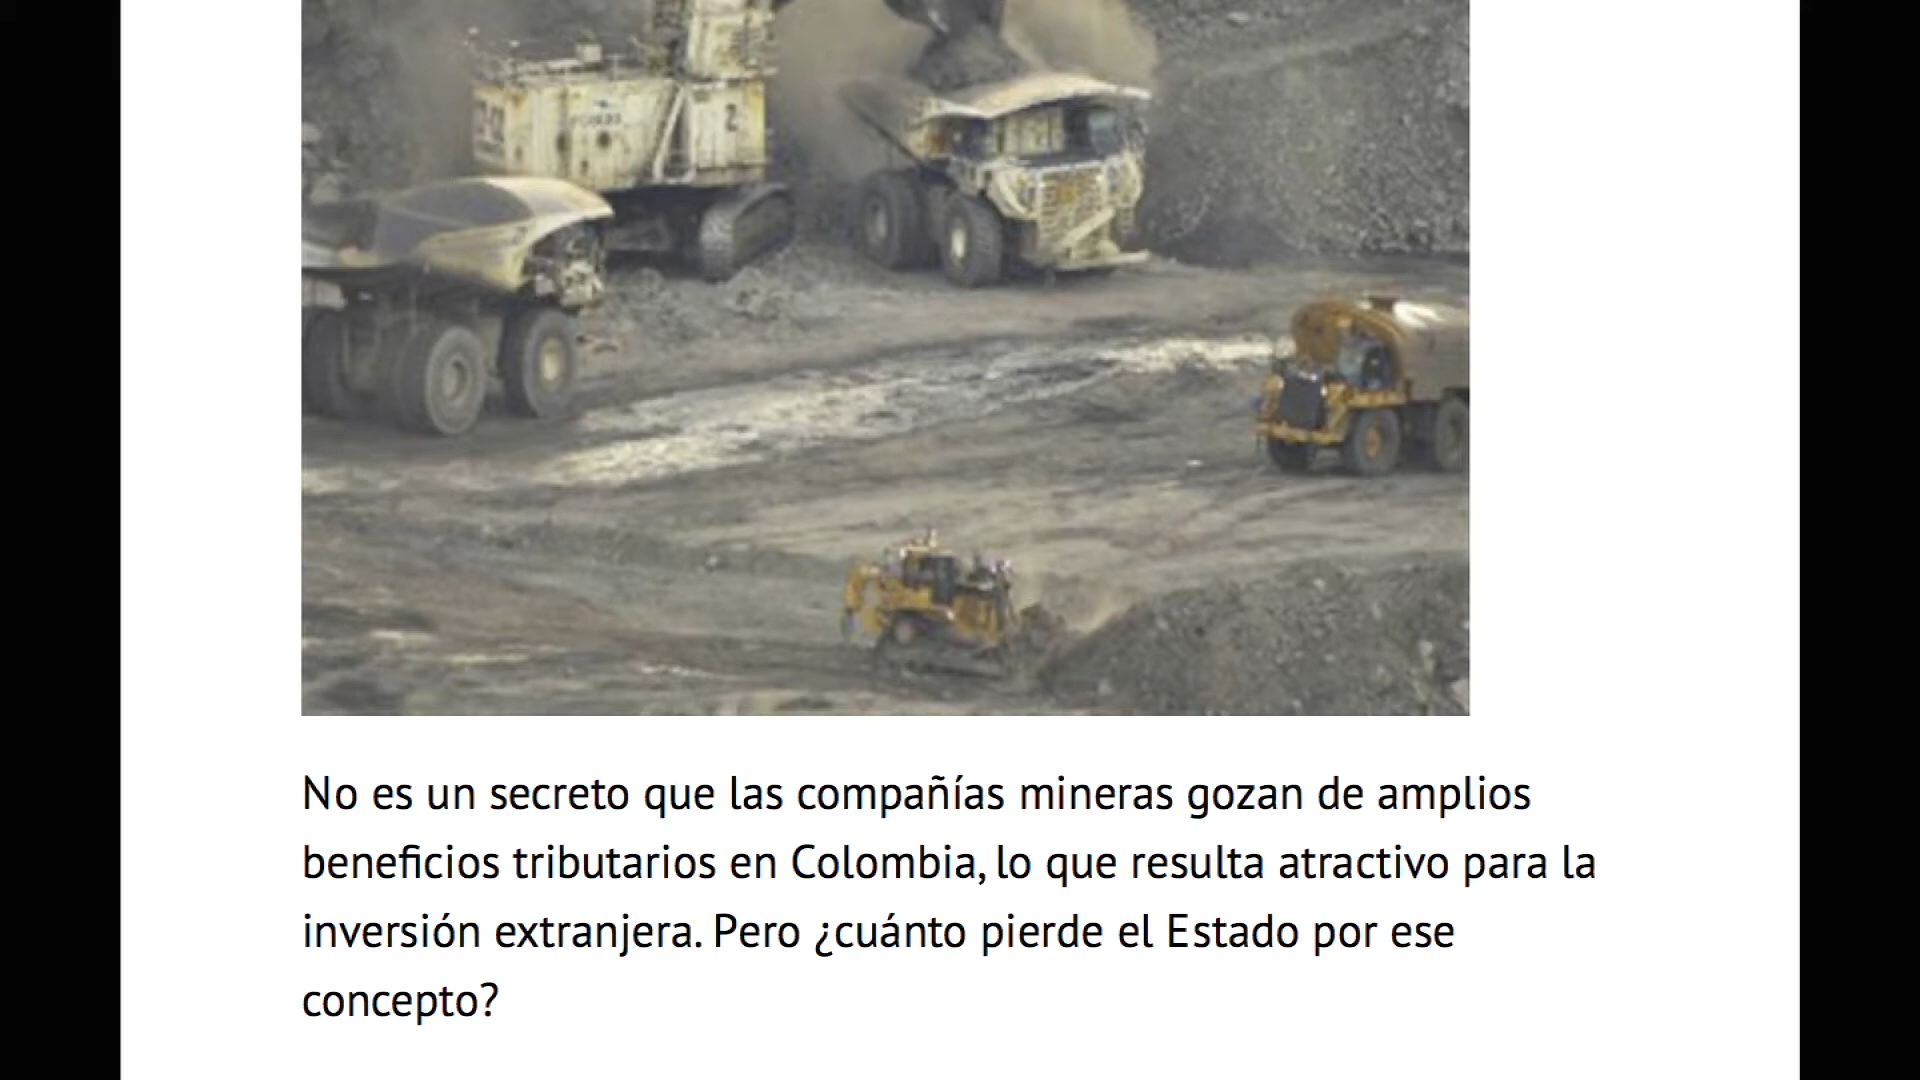 2
No es un secreto que las compañías mineras gozan de amplios
beneficios tributarios en Colombia, lo que resulta atractivo para la
inversión extranjera. Pero ¿cuánto pierde el Estado por ese
concepto?